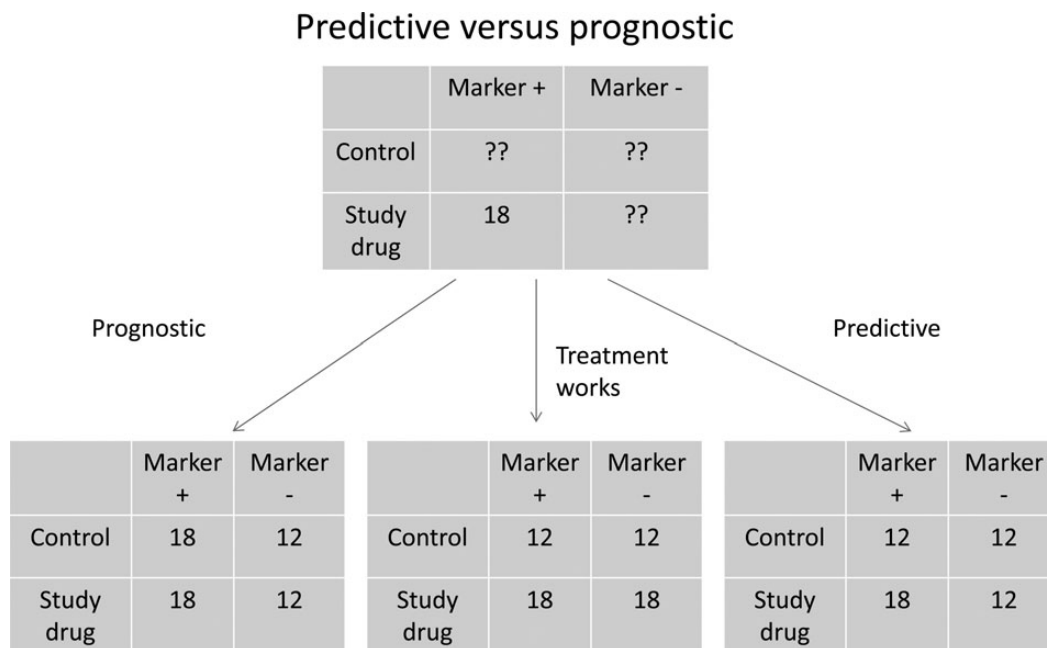 Predictive versus prognostic
Marker + Marker -
Control ?? ??
Study 18 ??
drug
Prognostic
Treatment
works
Predictive
Marker Marker
+ -
Control 18 12
Study 18 12
drug
Marker Marker
+ -
Control 12 12
Study 18 18
drug
Marker Marker
+ -
Control 12 12
Study 18 12
drug